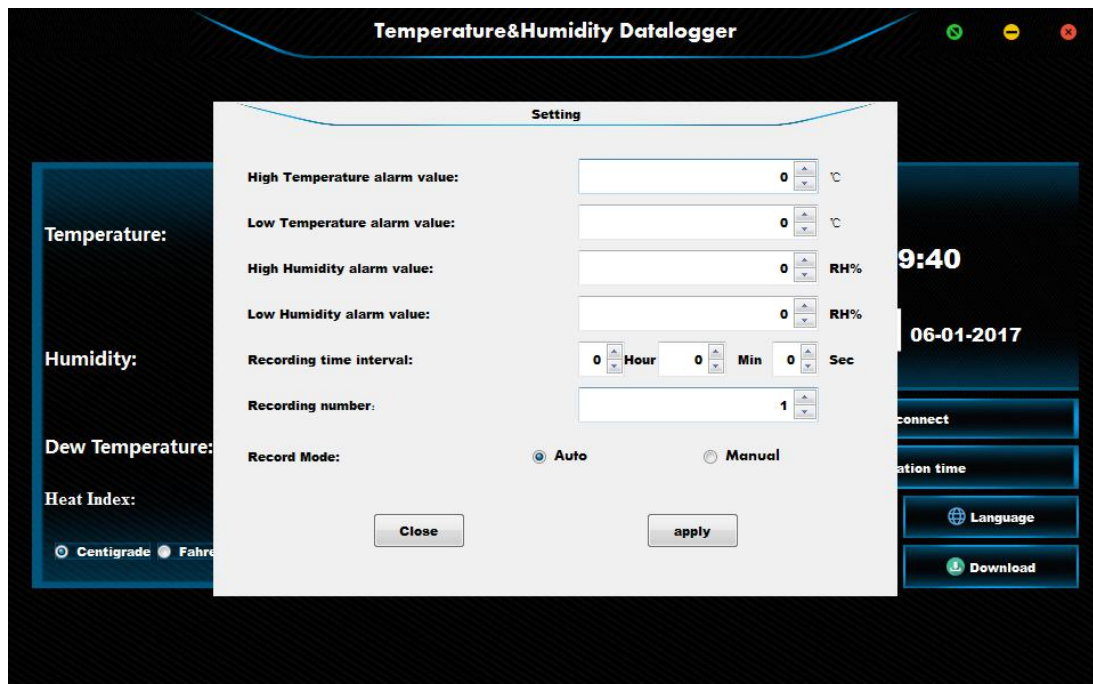 Temperature&Humidity Datalogger
Setting
High Temperature alarm value: 0 ℃
Low Temperature alarm value: 0 ℃
High Humidity alarm value: 0 RH%
Low Humidity alarm value: 0 RH%
Recording time interval: 0 Hour 0 Min 0 Sec
Recording number: 1
Record Mode: Auto Manual
Close apply
Temperature:
Humidity:
Dew Temperature:
Heat Index:
Centigrade Fahre
9:40
06-01-2017
connect
ation time
Language
Download